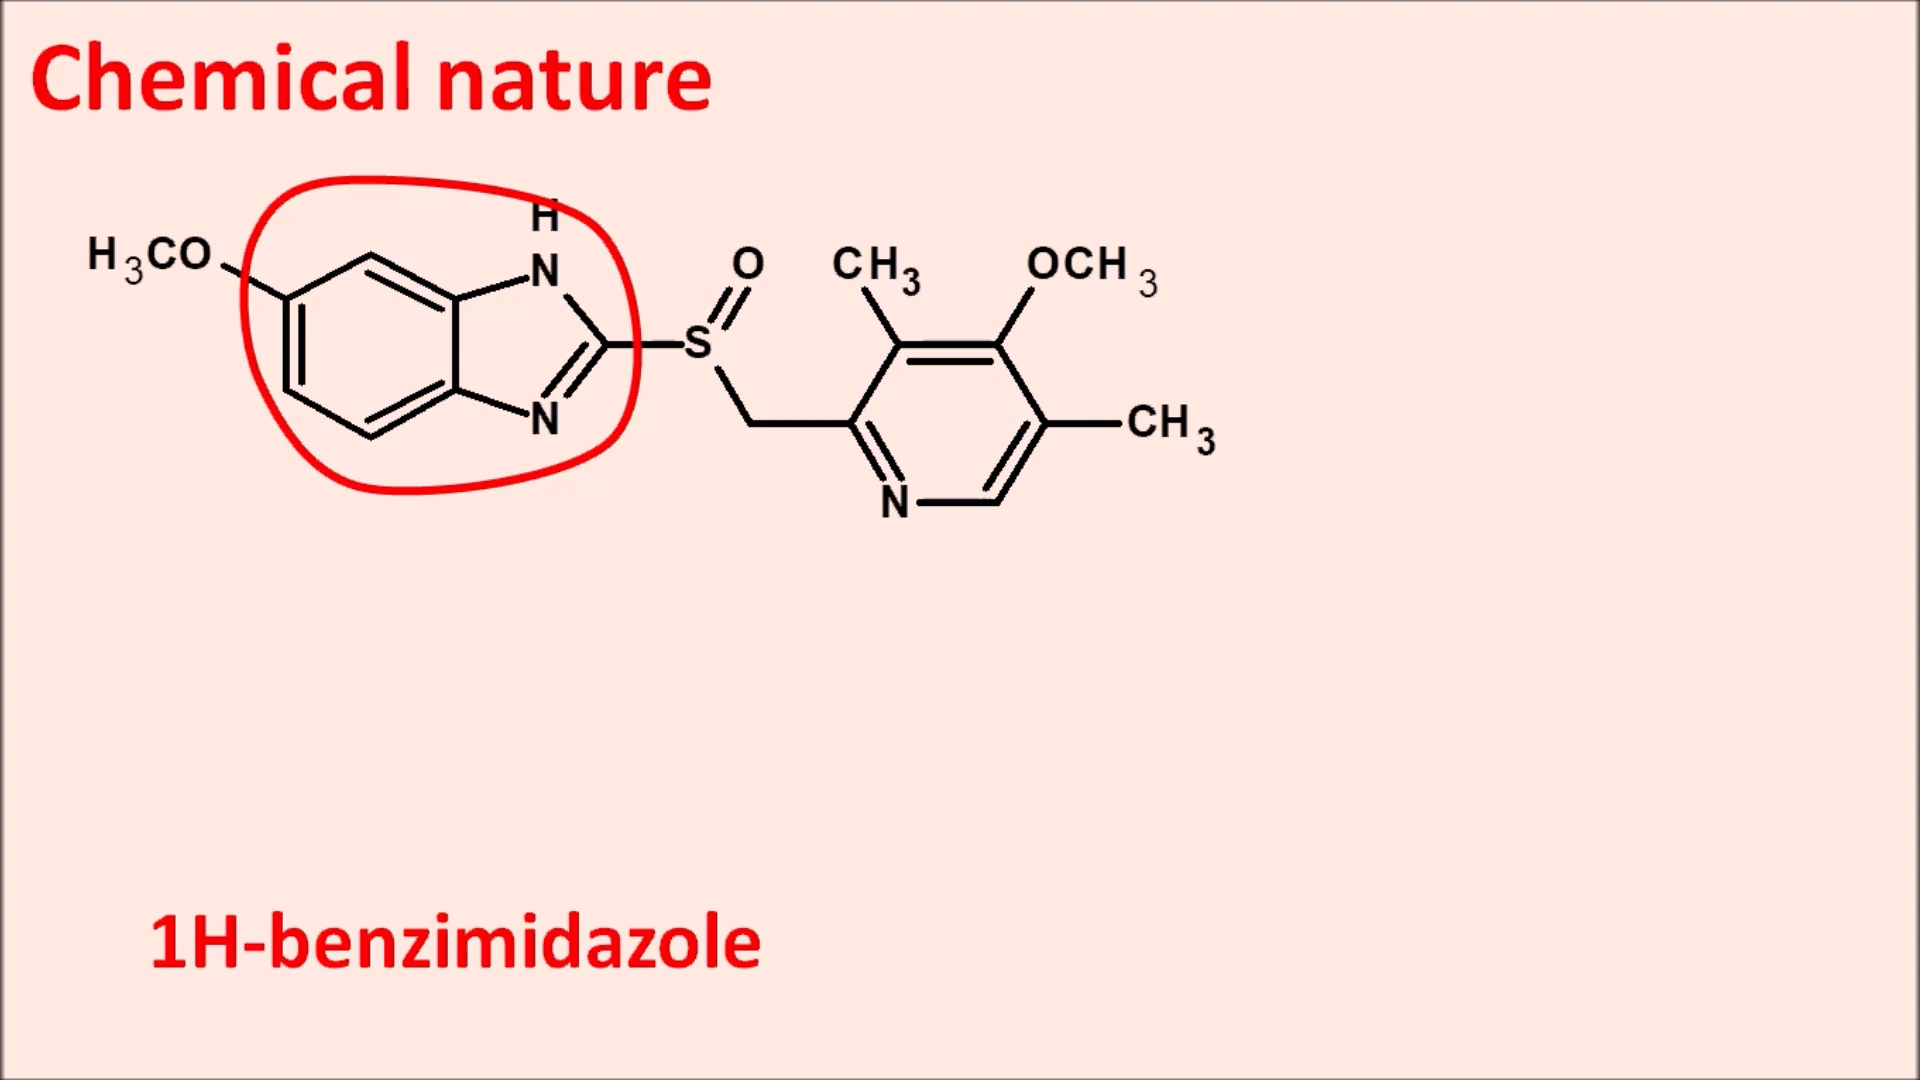 Chemical nature
H
H3CO N O CH3 OCH3
S
N CH3
N
1H-benzimidazole